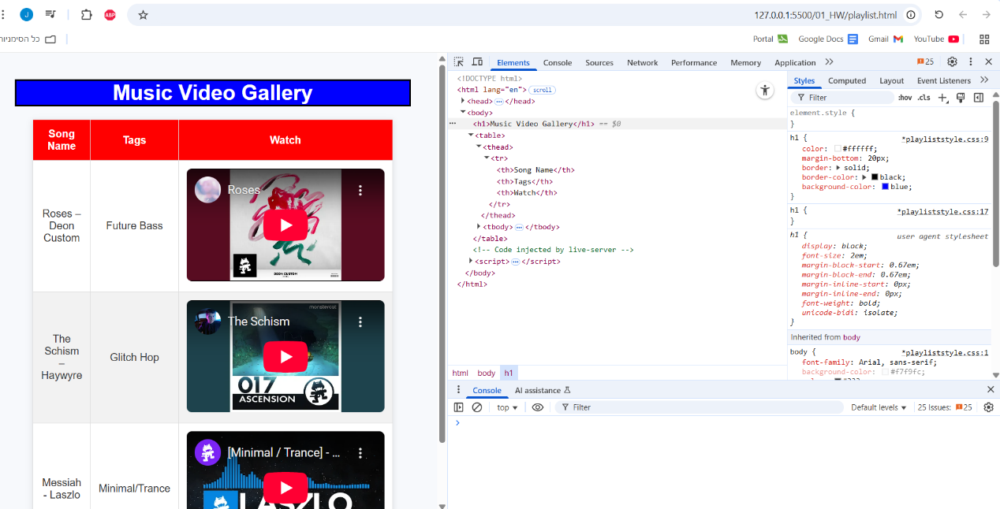 J
ABP
127.0.0.1:5500/01_HW/playlist.html
כל הסימניות
Portal
Google Docs
Gmail
YouTube
Music Video Gallery
Song Name
Tags
Watch
Roses – Deon Custom
Future Bass
Roses
DEON CUSTOM
The Schism – Haywyre
Glitch Hop
The Schism
monstercat
017
ASCENSION
Messiah - Laszlo
Minimal/Trance
[Minimal / Trace] - ...
LASZLO
Elements
Console
Sources
Network
Performance
Memory
Application
25
<!DOCTYPE html>
<html lang="en"> scroll
<head> </head>
<body>
<h1>Music Video Gallery</h1> == $0
<table>
<thead>
<tr>
<th>Song Name</th>
<th>Tags</th>
<th>Watch</th>
</tr>
</thead>
<tbody> </tbody>
</table>
<!-- Code injected by live-server -->
<script> </script>
</body>
</html>
html body h1
Styles
Computed
Layout
Event Listeners
Filter
:hov .cls
element.style {
}
h1 {
*playliststyle.css:9
color: #ffffff;
margin-bottom: 20px;
border: solid;
border-color: black;
background-color: blue;
}
h1 {
*playliststyle.css:17
}
h1 {
user agent stylesheet
display: block;
font-size: 2em;
margin-block-start: 0.67em;
margin-block-end: 0.67em;
margin-inline-start: 0px;
margin-inline-end: 0px;
font-weight: bold;
unicode-bidi: isolate;
}
Inherited from body
body {
*playliststyle.css:1
font-family: Arial, sans-serif;
background-color: #f7f9fc;
Console
AI assistance
top
Filter
Default levels
25 Issues: 25